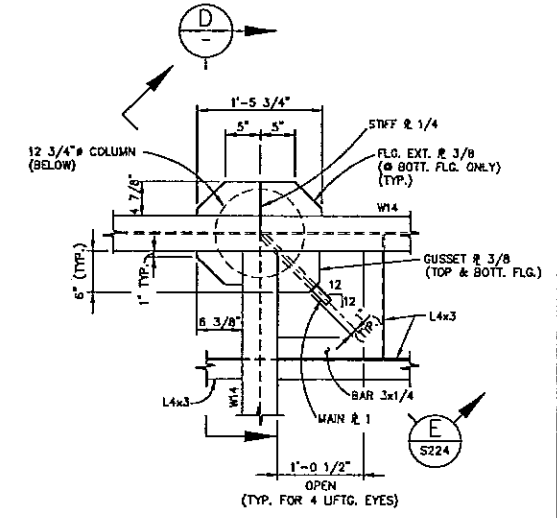 D
-
1'-5 3/4"
5" 5"
STIFF ⅊ 1/4
12 3/4"ø COLUMN
(BELOW)
FLG. EXT. ⅊ 3/8
(@ BOTT. FLG. ONLY)
(TYP.)
4 7/8"
W14
6" (TYP.)
1" TYP.
GUSSET ⅊ 3/8
(TOP & BOTT. FLG.)
12
12
1"
(TYP.)
6 3/8"
L4x3
BAR 3x1/4
L4x3
W14
MAIN ⅊ 1
E
S224
1'-0 1/2"
OPEN
(TYP. FOR 4 LIFTG. EYES)